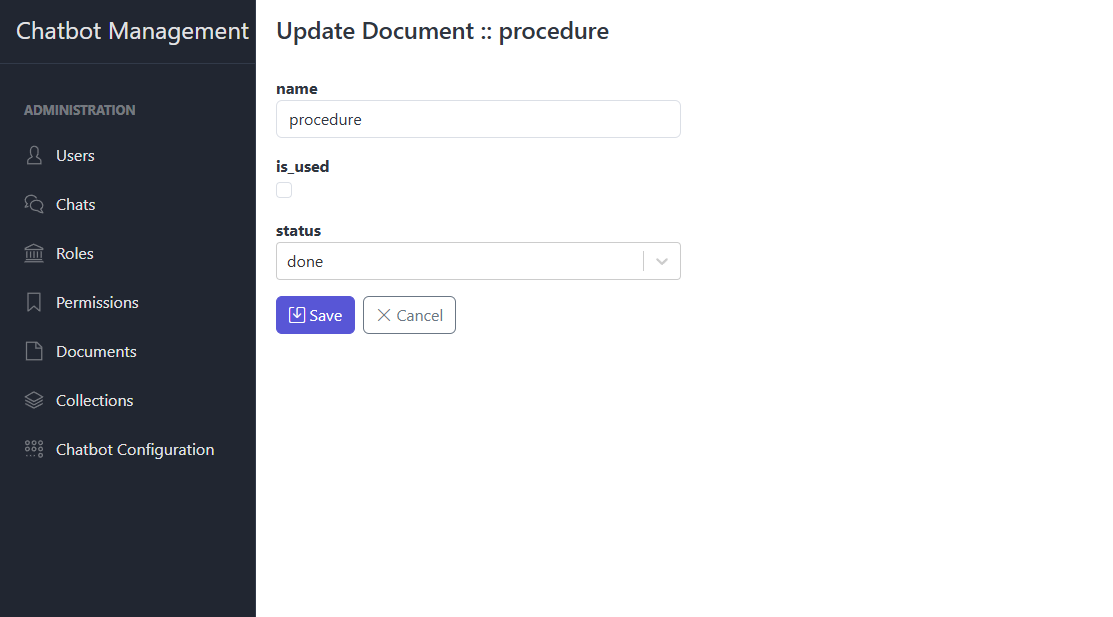 Chatbot Management
ADMINISTRATION
Users
Chats
Roles
Permissions
Documents
Collections
Chatbot Configuration
Update Document :: procedure
name
procedure
is_used
status
done
Save
Cancel